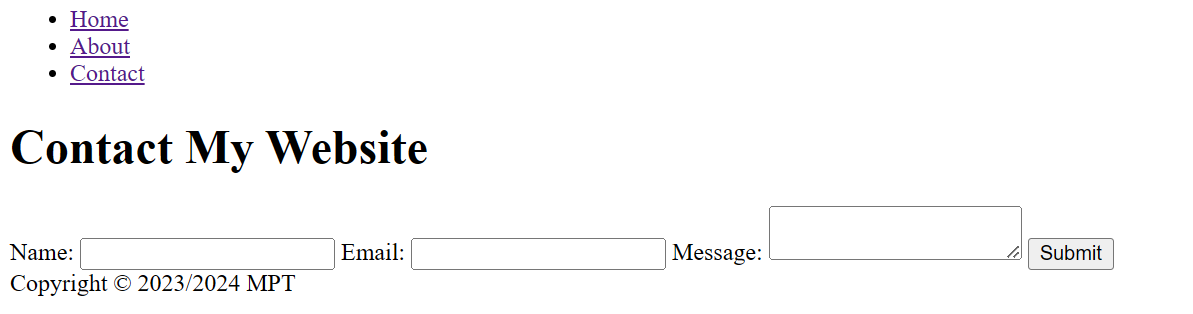 Home
About
Contact
Contact My Website
Name: Email: Message: Submit
Copyright © 2023/2024 MPT